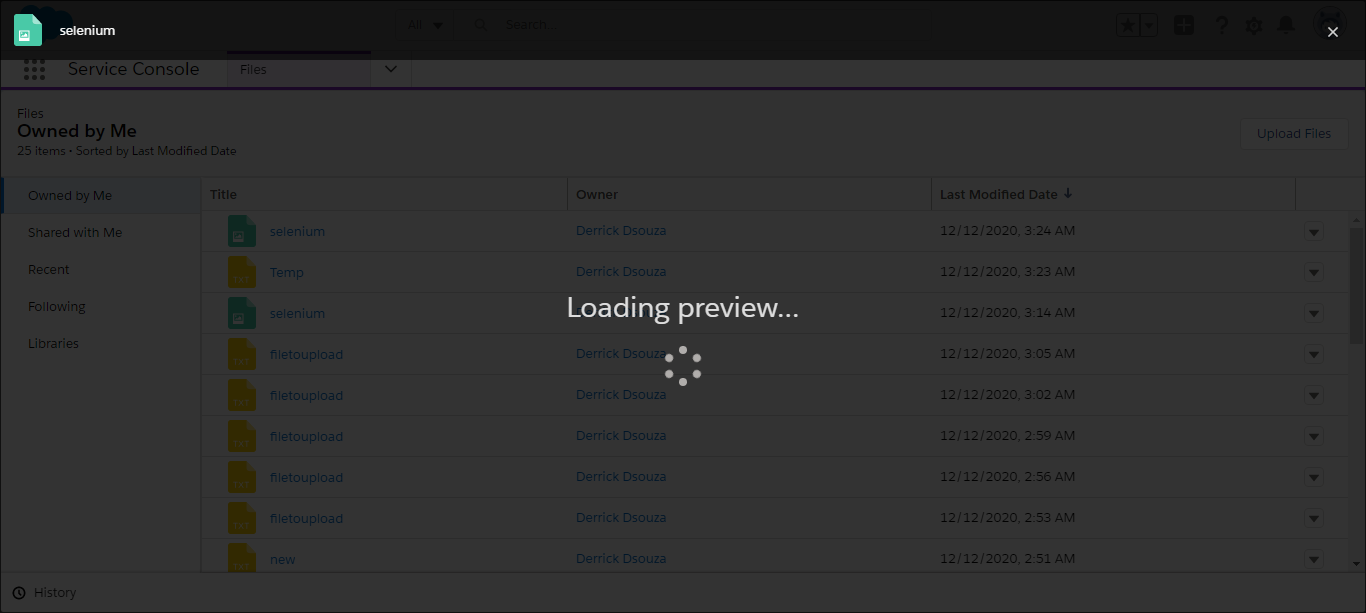 selenium
All
Search
Service Console
Files
Files
Owned by Me
25 items • Sorted by Last Modified Date
Upload Files
Owned by Me
Shared with Me
Recent
Following
Libraries
Title Owner Last Modified Date
selenium Derrick Dsouza 12/12/2020, 3:24 AM
Temp Derrick Dsouza 12/12/2020, 3:23 AM
Loading preview...
selenium Derrick Dsouza 12/12/2020, 3:14 AM
filetoupload Derrick Dsouza 12/12/2020, 3:05 AM
filetoupload Derrick Dsouza 12/12/2020, 3:02 AM
filetoupload Derrick Dsouza 12/12/2020, 2:59 AM
filetoupload Derrick Dsouza 12/12/2020, 2:56 AM
filetoupload Derrick Dsouza 12/12/2020, 2:53 AM
new Derrick Dsouza 12/12/2020, 2:51 AM
History